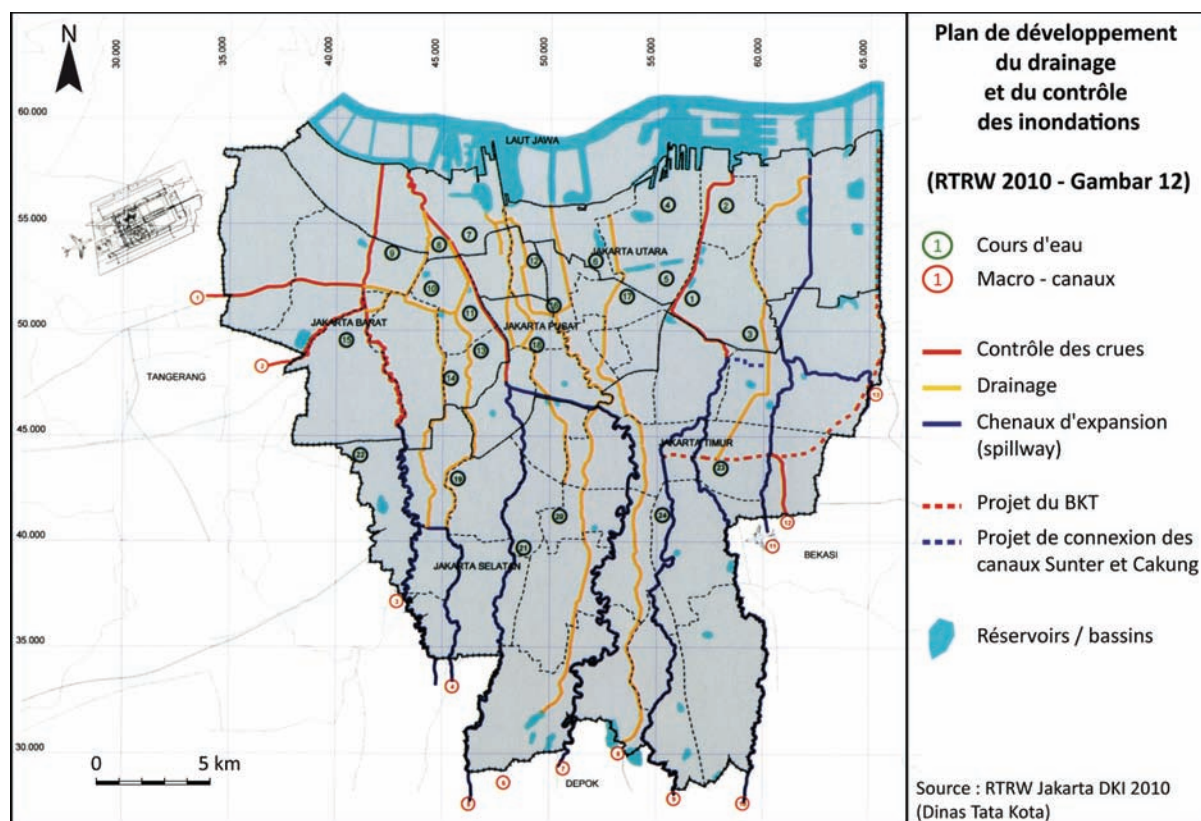 N
30.000
35.000
40.000
45.000
50.000
55.000
60.000
65.000
60.000
55.000
50.000
45.000
40.000
35.000
30.000
LAUT JAWA
JAKARTA UTARA
JAKARTA BARAT
JAKARTA PUSAT
TANGERANG
JAKARTA TIMUR
JAKARTA SELATAN
BEKASI
DEPOK
0 5 km
Plan de développement
du drainage
et du contrôle
des inondations
(RTRW 2010 - Gambar 12)
1 Cours d'eau
1 Macro - canaux
Contrôle des crues
Drainage
Chenaux d'expansion
(spillway)
Projet du BKT
Projet de connexion des
canaux Sunter et Cakung
Réservoirs / bassins
Source : RTRW Jakarta DKI 2010
(Dinas Tata Kota)